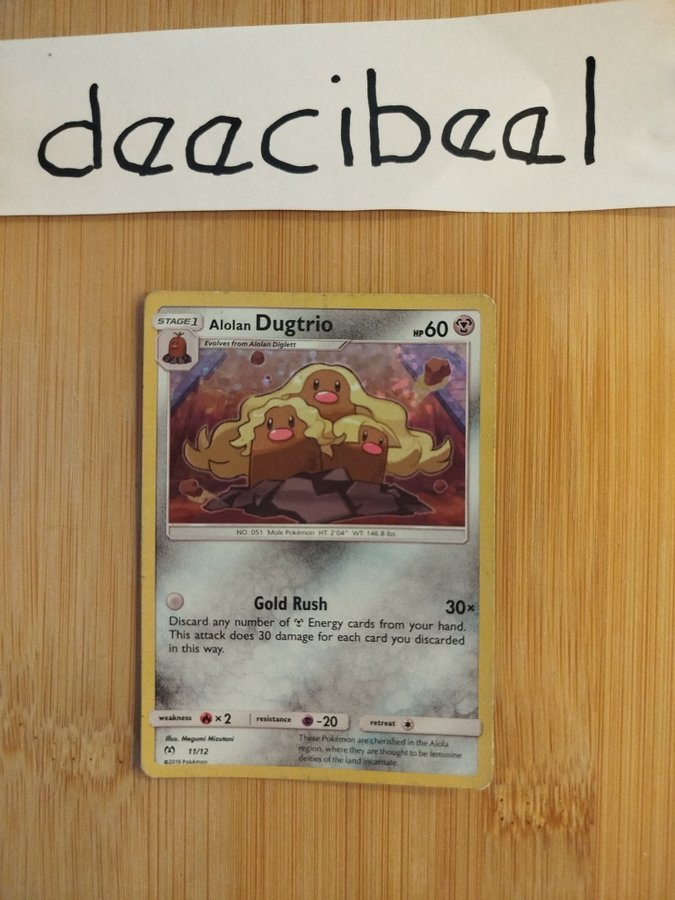 deecibeel
STAGE 1 Alolan Dugtrio HP 60
Evolves from Alolan Diglett
NO. 051 Mole Pokémon HT: 2'04" WT: 146.8 lbs.
Gold Rush 30×
Discard any number of Energy cards from your hand.
This attack does 30 damage for each card you discarded
in this way.
weakness ×2 resistance -20 retreat
Illus. Megumi Mizutani
11/12
©2019 Pokémon
These Pokémon are cherished in the Alola
region, where they are thought to be feminine
deities of the land incarnate.